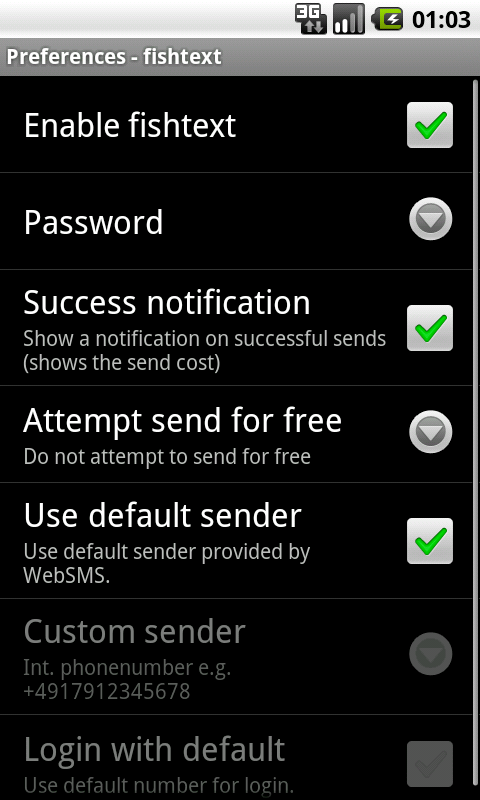 3G
01:03
Preferences - fishtext
Enable fishtext
Password
Success notification
Show a notification on successful sends
(shows the send cost)
Attempt send for free
Do not attempt to send for free
Use default sender
Use default sender provided by
WebSMS.
Custom sender
Int. phonenumber e.g.
+4917912345678
Login with default
Use default number for login.